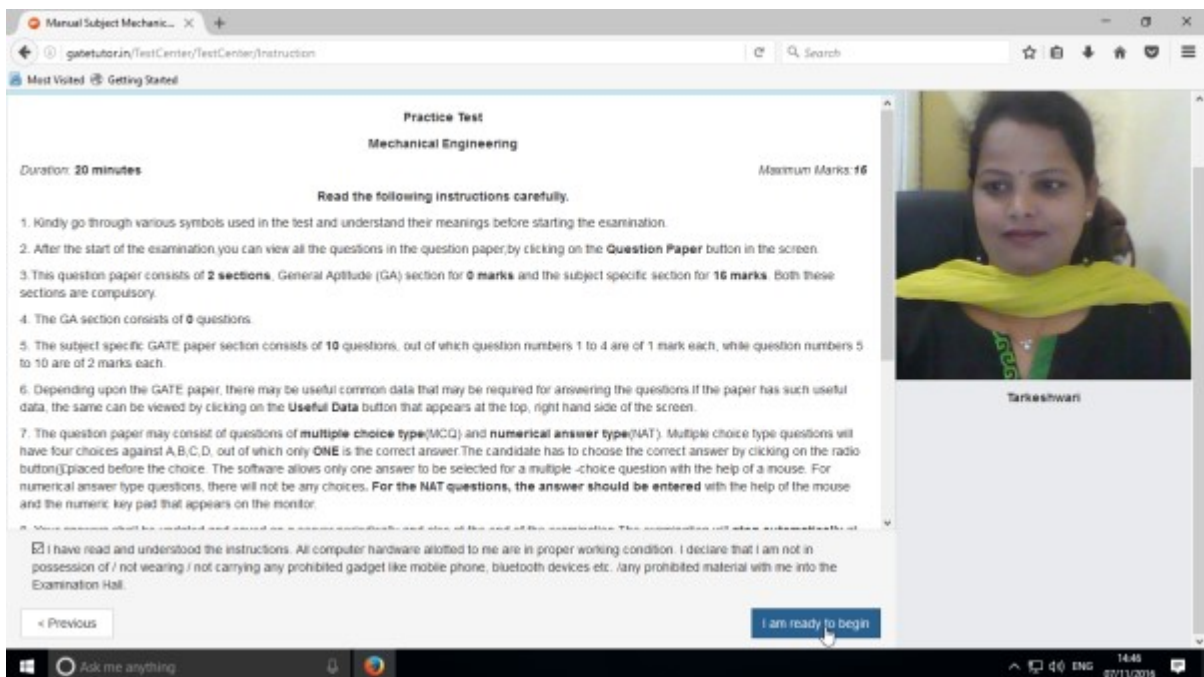 Manual Subject Mechanic...
gatetutor.in/TestCenter/TestCenter/Instruction
Search
Most Visited Getting Started
Practice Test
Mechanical Engineering
Duration: 20 minutes Maximum Marks:16
Read the following instructions carefully.
1. Kindly go through various symbols used in the test and understand their meanings before starting the examination.
2. After the start of the examination,you can view all the questions in the question paper,by clicking on the Question Paper button in the screen.
3.This question paper consists of 2 sections, General Aptitude (GA) section for 0 marks and the subject specific section for 16 marks. Both these
sections are compulsory.
4. The GA section consists of 0 questions.
5. The subject specific GATE paper section consists of 10 questions, out of which question numbers 1 to 4 are of 1 mark each, while question numbers 5
to 10 are of 2 marks each.
6. Depending upon the GATE paper, there may be useful common data that may be required for answering the questions.If the paper has such useful
data, the same can be viewed by clicking on the Useful Data button that appears at the top, right hand side of the screen.
7. The question paper may consist of questions of multiple choice type(MCQ) and numerical answer type(NAT). Multiple choice type questions will
have four choices against A,B,C,D, out of which only ONE is the correct answer.The candidate has to choose the correct answer by clicking on the radio
button placed before the choice. The software allows only one answer to be selected for a multiple -choice question with the help of a mouse. For
numerical answer type questions, there will not be any choices. For the NAT questions, the answer should be entered with the help of the mouse
and the numeric key pad that appears on the monitor.
I have read and understood the instructions. All computer hardware allotted to me are in proper working condition. I declare that I am not in
possession of / not wearing / not carrying any prohibited gadget like mobile phone, bluetooth devices etc. /any prohibited material with me into the
Examination Hall.
< Previous
I am ready to begin
Tarkeshwari
Ask me anything
ENG
14:46
07/11/2016